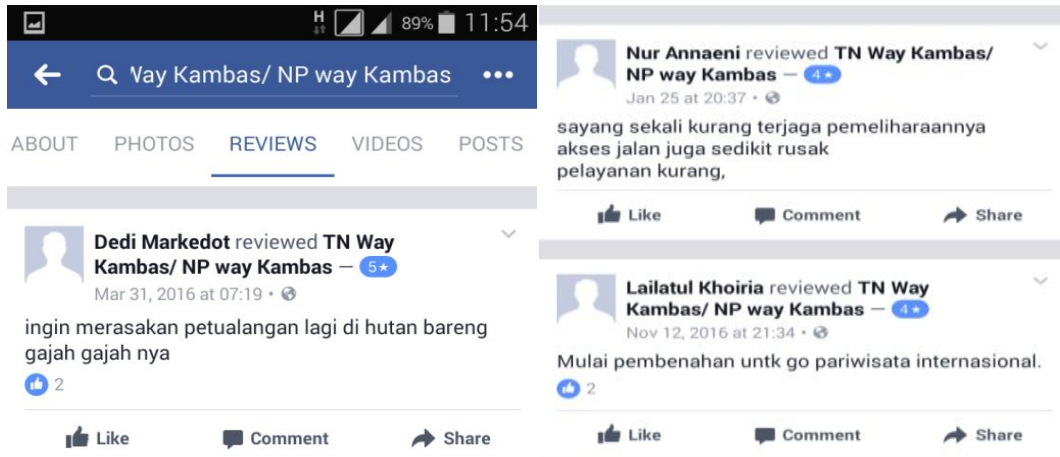 H 89% 11:54
Way Kambas/ NP way Kambas
ABOUT PHOTOS REVIEWS VIDEOS POSTS
Dedi Markedot reviewed TN Way
Kambas/ NP way Kambas — 5★
Mar 31, 2016 at 07:19 •
ingin merasakan petualangan lagi di hutan bareng
gajah gajah nya
2
Like Comment Share
Nur Annaeni reviewed TN Way Kambas/
NP way Kambas — 4★
Jan 25 at 20:37 •
sayang sekali kurang terjaga pemeliharaannya
akses jalan juga sedikit rusak
pelayanan kurang,
Like Comment Share
Lailatul Khoiria reviewed TN Way
Kambas/ NP way Kambas — 4★
Nov 12, 2016 at 21:34 •
Mulai pembenahan untk go pariwisata internasional.
2
Like Comment Share